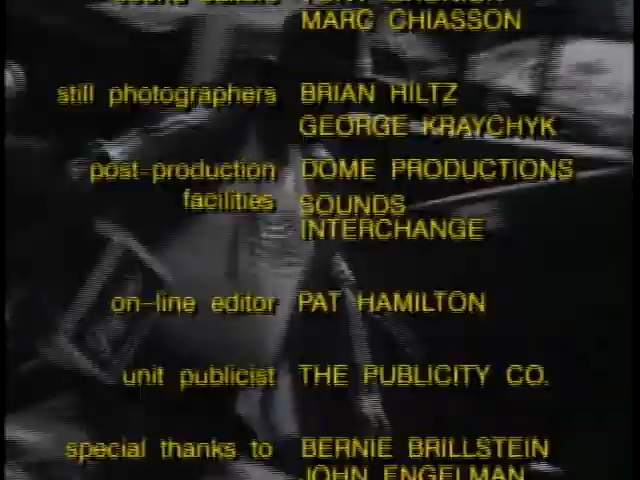 MARC CHIASSON
still photographers BRIAN HILTZ
GEORGE KRAYCHYK
post-production DOME PRODUCTIONS
facilities SOUNDS
INTERCHANGE
on-line editor PAT HAMILTON
unit publicist THE PUBLICITY CO.
special thanks to BERNIE BRILLSTEIN
JOHN ENGELMAN